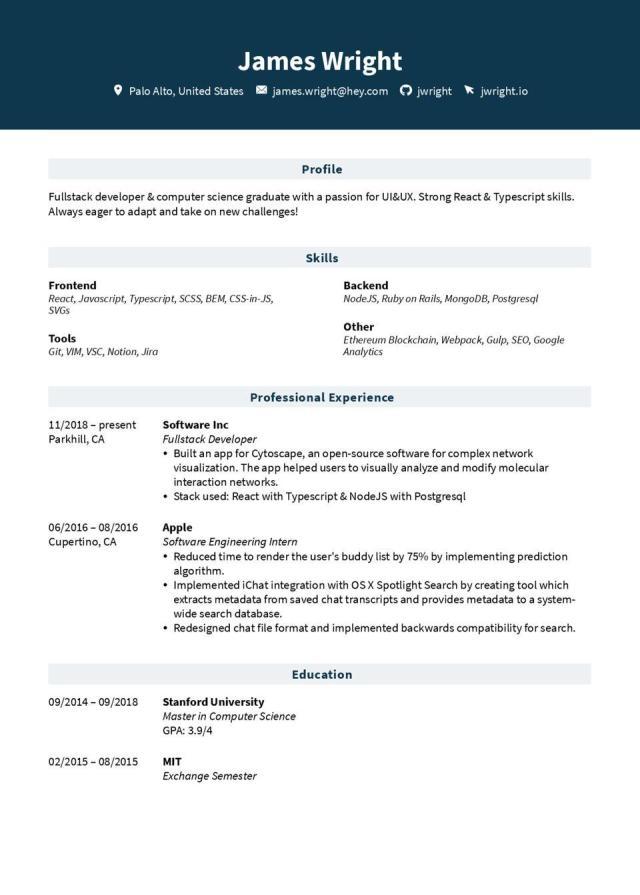 James Wright
Palo Alto, United States james.wright@hey.com jwright jwright.io
Profile
Fullstack developer & computer science graduate with a passion for UI&UX. Strong React & Typescript skills.
Always eager to adapt and take on new challenges!
Skills
Frontend
React, Javascript, Typescript, SCSS, BEM, CSS-in-JS,
SVGs
Tools
Git, VIM, VSC, Notion, Jira
Backend
NodeJS, Ruby on Rails, MongoDB, Postgresql
Other
Ethereum Blockchain, Webpack, Gulp, SEO, Google
Analytics
Professional Experience
11/2018 – present
Parkhill, CA
Software Inc
Fullstack Developer
• Built an app for Cytoscape, an open-source software for complex network
visualization. The app helped users to visually analyze and modify molecular
interaction networks.
• Stack used: React with Typescript & NodeJS with Postgresql
06/2016 – 08/2016
Cupertino, CA
Apple
Software Engineering Intern
• Reduced time to render the user's buddy list by 75% by implementing prediction
algorithm.
• Implemented iChat integration with OS X Spotlight Search by creating tool which
extracts metadata from saved chat transcripts and provides metadata to a system-
wide search database.
• Redesigned chat file format and implemented backwards compatibility for search.
Education
09/2014 – 09/2018
Stanford University
Master in Computer Science
GPA: 3.9/4
02/2015 – 08/2015
MIT
Exchange Semester